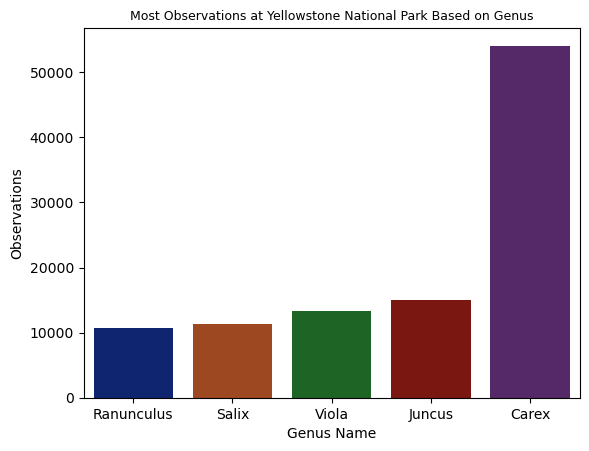 Most Observations at Yellowstone National Park Based on Genus
50000
40000
30000
20000
10000
0
Observations
Ranunculus Salix Viola Juncus Carex
Genus Name